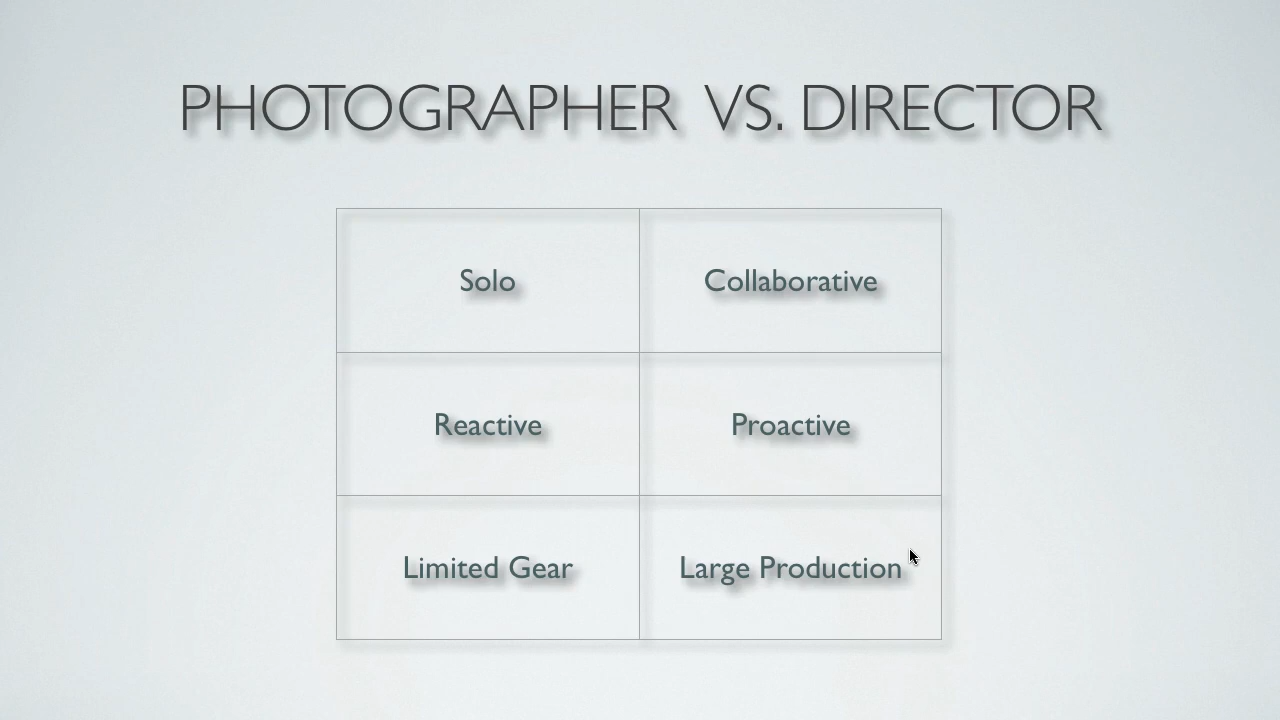 PHOTOGRAPHER VS. DIRECTOR
Solo
Collaborative
Reactive
Proactive
Limited Gear
Large Production